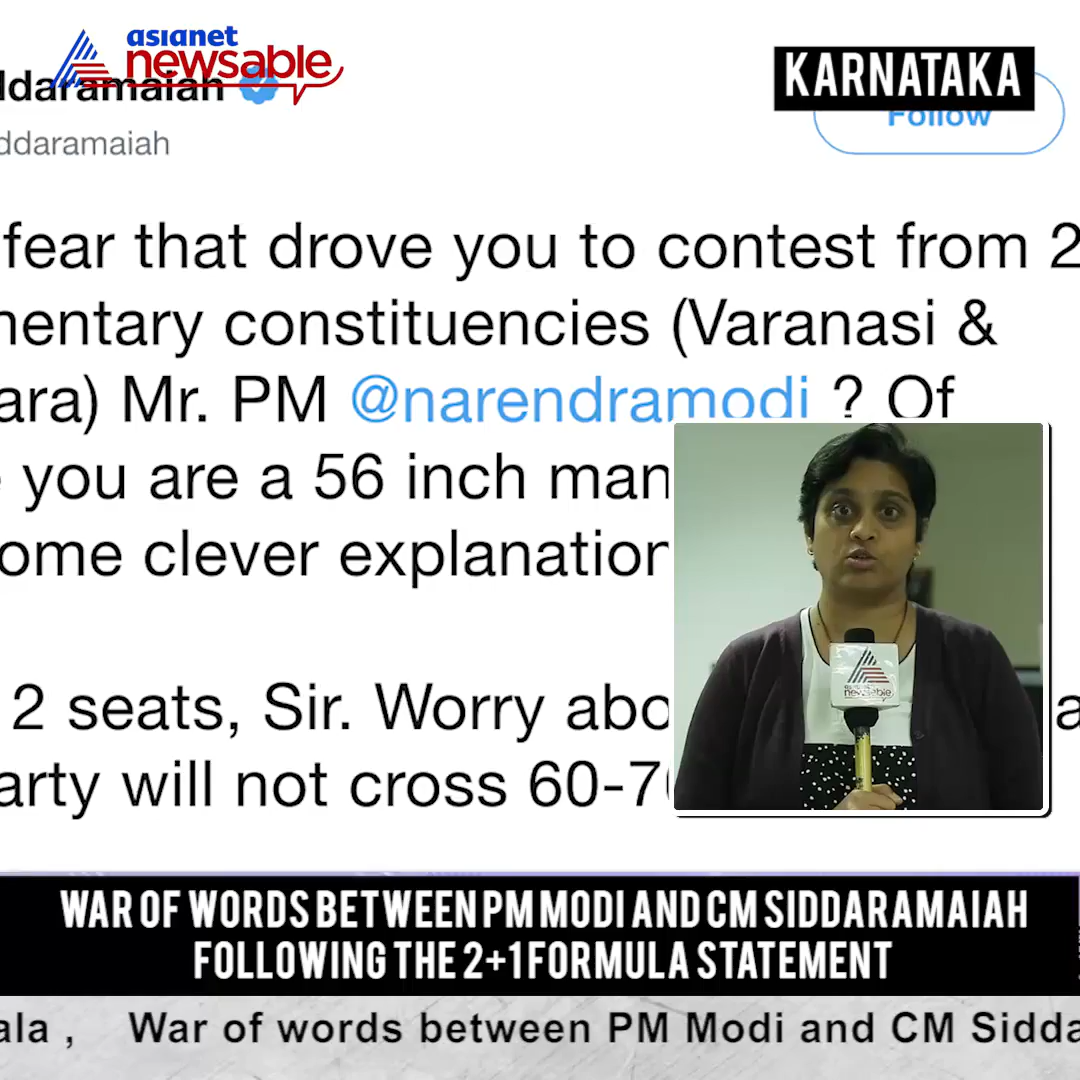 asianet
newsable
KARNATAKA
ddaramaiah
Follow
ddaramaiah
fear that drove you to contest from 2
mentary constituencies (Varanasi &
ara) Mr. PM @narendramodi ? Of
e you are a 56 inch man
ome clever explanation
2 seats, Sir. Worry abo
arty will not cross 60-70
newsable
WAR OF WORDS BETWEEN PM MODI AND CM SIDDARAMAIAH
FOLLOWING THE 2+1 FORMULA STATEMENT
ala , War of words between PM Modi and CM Sidda